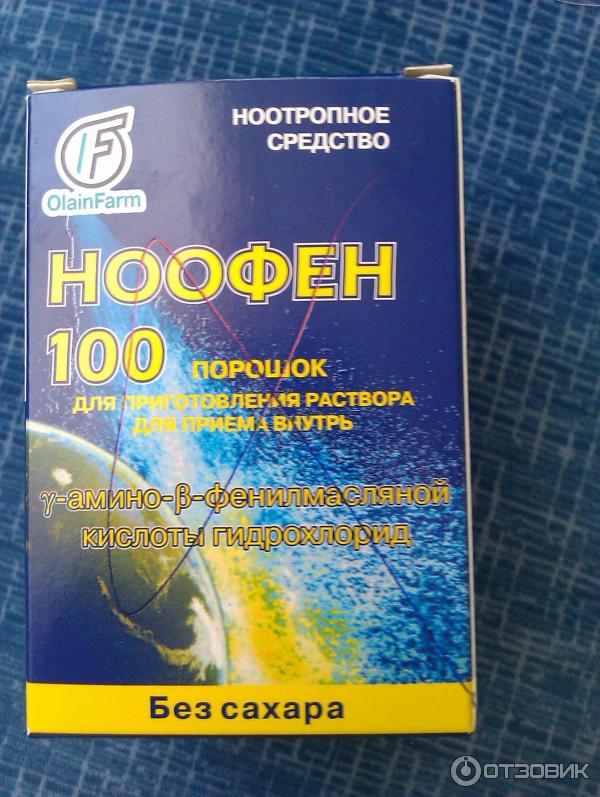 НООТРОПНОЕ
СРЕДСТВО
OlainFarm
НООФЕН
100 ПОРОШОК
ДЛЯ ПРИГОТОВЛЕНИЯ РАСТВОРА
ДЛЯ ПРИЕМА ВНУТРЬ
γ-амино-β-фенилмасляной
кислоты гидрохлорид
Без сахара
ОТЗОВИК